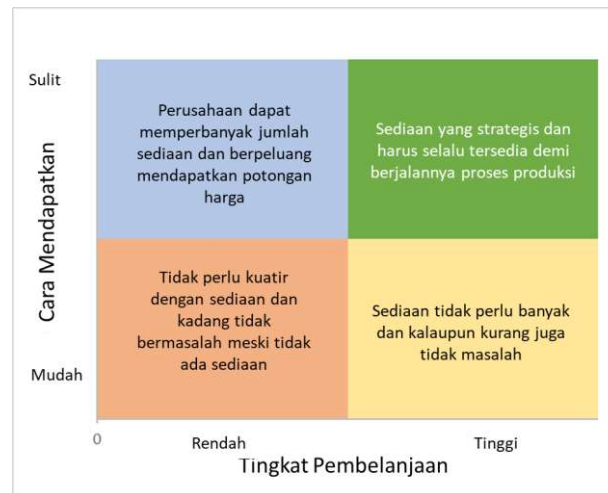 Sulit
Perusahaan dapat
memperbanyak jumlah
sediaan dan berpeluang
mendapatkan potongan
harga
Sediaan yang strategis dan
harus selalu tersedia demi
berjalannya proses produksi
Cara Mendapatkan
Tidak perlu kuatir
dengan sediaan dan
kadang tidak
bermasalah meski tidak
ada sediaan
Sediaan tidak perlu banyak
dan kalaupun kurang juga
tidak masalah
Mudah
0
Rendah
Tinggi
Tingkat Pembelanjaan